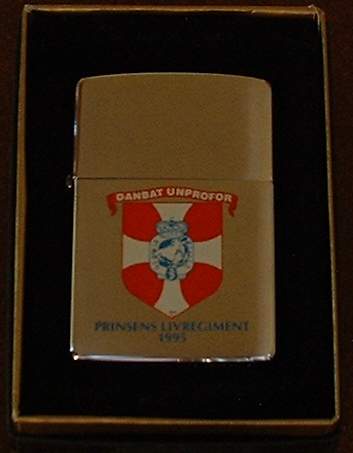 DANBAT UNPROFOR
PRINSENS LIVREGIMENT
1995